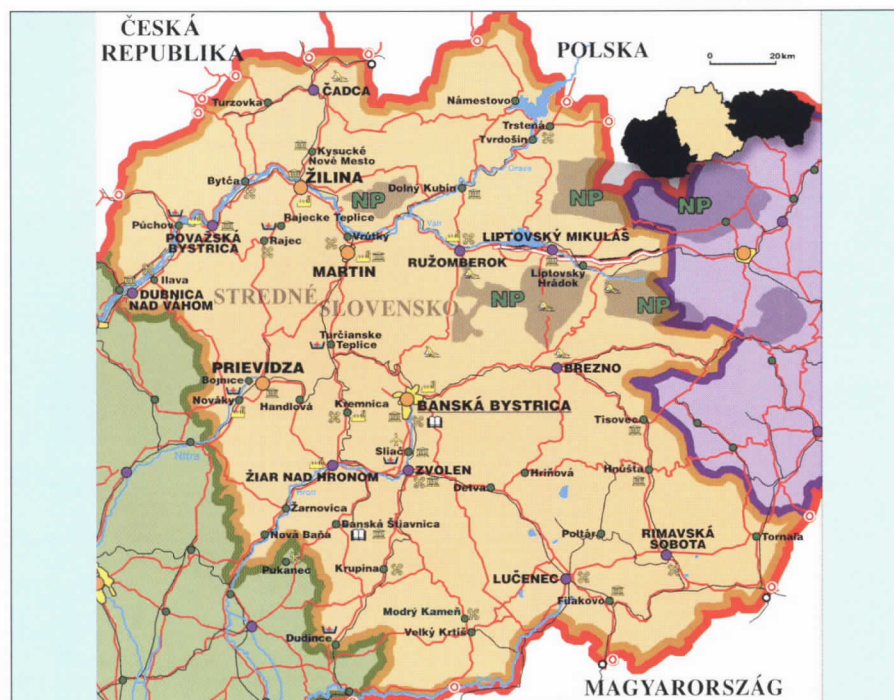 ČESKÁ
REPUBLIKA
POLSKA
0 20km
ČADCA
Turzovka
Námestovo
Trstená
Tvrdošín
Kysucké
Nové Mesto
Bytča
ŽILINA
NP
Dolný Kubín
Orava
NP
NP
Púchov
POVAŽSKÁ
BYSTRICA
Rajecke Teplice
Rajec
Vrútky
Váh
MARTIN
RUŽOMBEROK
LIPTOVSKÝ MIKULÁŠ
Liptovsky
Hrádok
Ilava
DUBNICA
NAD VÁHOM
STREDNÉ
SLOVENSKO
NP
NP
Turčianske
Teplice
PRIEVIDZA
Bojnice
Nováky
Handlová
BREZNO
Kremnica
BANSKÁ BYSTRICA
Tisovec
Nitra
Sliač
ŽIAR NAD HRONOM
ZVOLEN
Hriňová
Hnúšťa
Detva
Hron
Žarnovica
Nová Baňa
Banská Štiavnica
Poltár
RIMAVSKÁ
SOBOTA
Tornala
Pukanec
Krupina
LUČENEC
Fiľakovo
Modrý Kameň
Velký Krtíš
Dudince
MAGYARORSZÁG